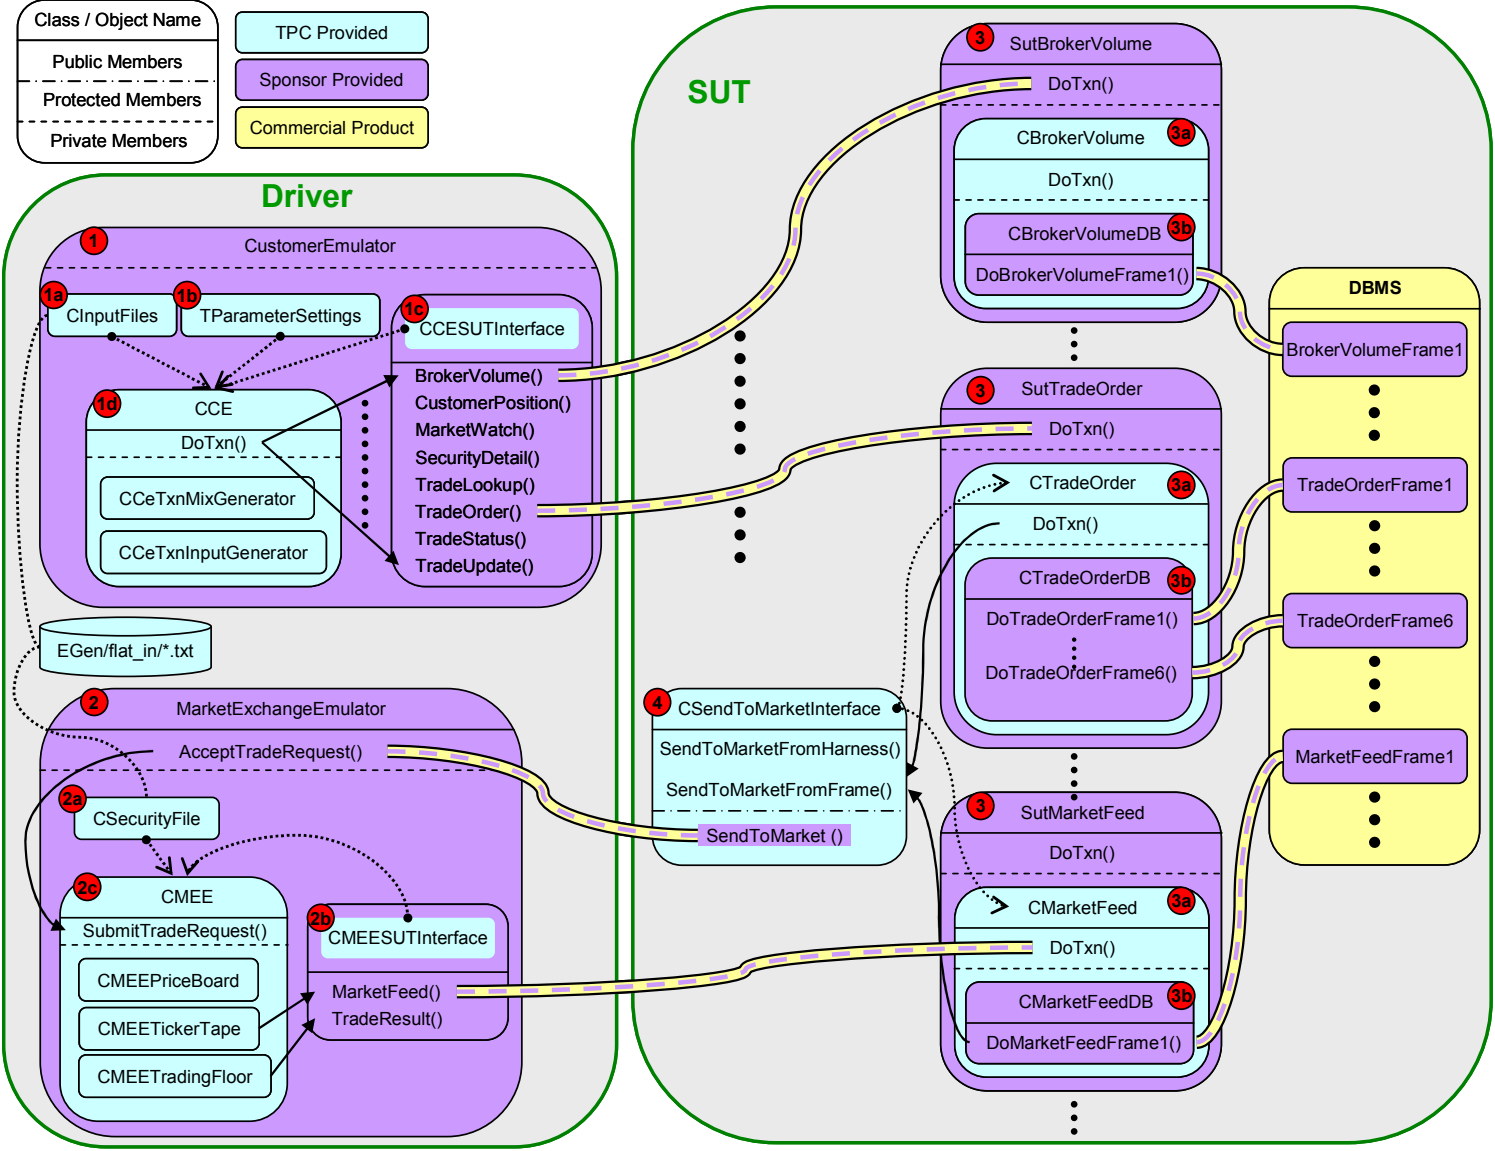 Class / Object Name
Public Members
Protected Members
Private Members
TPC Provided
Sponsor Provided
Commercial Product
Driver
1
CustomerEmulator
1a
CInputFiles
1b
TParameterSettings
1c
CCESUTInterface
BrokerVolume()
CustomerPosition()
MarketWatch()
SecurityDetail()
TradeLookup()
TradeOrder()
TradeStatus()
TradeUpdate()
1d
CCE
DoTxn()
CCeTxnMixGenerator
CCeTxnInputGenerator
EGen/flat_in/*.txt
2
MarketExchangeEmulator
AcceptTradeRequest()
2a
CSecurityFile
2c
CMEE
SubmitTradeRequest()
CMEEPriceBoard
CMEETickerTape
CMEETradingFloor
2b
CMEESUTInterface
MarketFeed()
TradeResult()
SUT
3
SutBrokerVolume
DoTxn()
3a
CBrokerVolume
DoTxn()
3b
CBrokerVolumeDB
DoBrokerVolumeFrame1()
3
SutTradeOrder
DoTxn()
3a
CTradeOrder
DoTxn()
3b
CTradeOrderDB
DoTradeOrderFrame1()
DoTradeOrderFrame6()
4
CSendToMarketInterface
SendToMarketFromHarness()
SendToMarketFromFrame()
SendToMarket ()
3
SutMarketFeed
DoTxn()
3a
CMarketFeed
DoTxn()
3b
CMarketFeedDB
DoMarketFeedFrame1()
DBMS
BrokerVolumeFrame1
TradeOrderFrame1
TradeOrderFrame6
MarketFeedFrame1